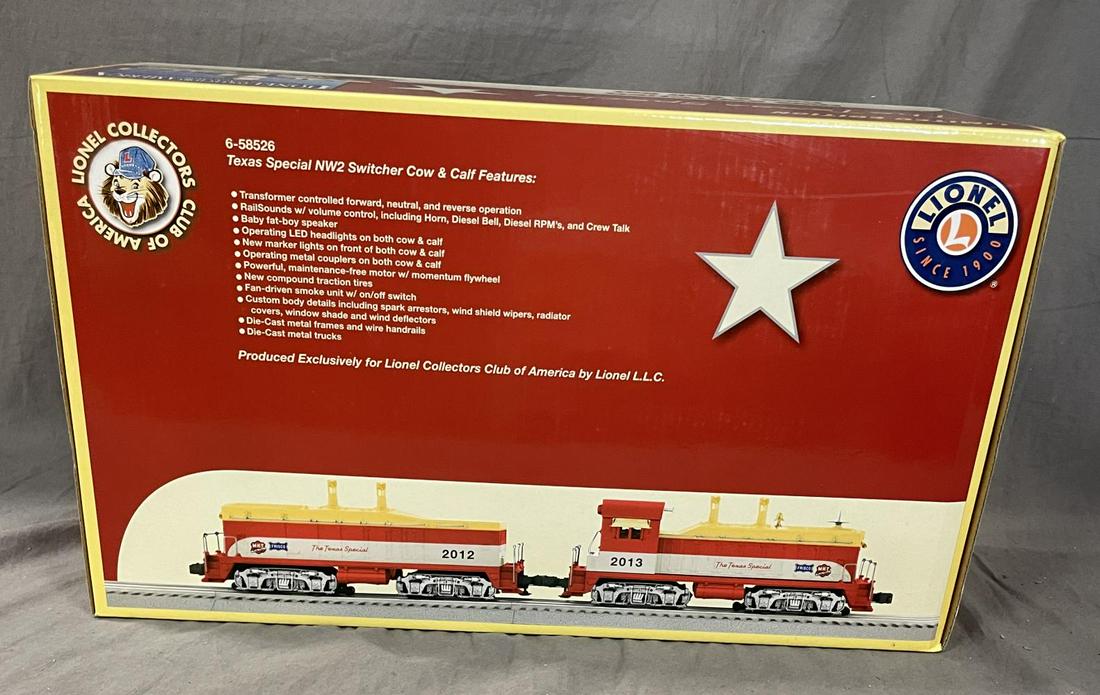 LIONEL COLLECTORS CLUB OF AMERICA
L
6-58526
Texas Special NW2 Switcher Cow & Calf Features:
● Transformer controlled forward, neutral, and reverse operation
● RailSounds w/ volume control, including Horn, Diesel Bell, Diesel RPM's, and Crew Talk
● Baby fat-boy speaker
● Operating LED headlights on both cow & calf
● New marker lights on front of both cow & calf
● Operating metal couplers on both cow & calf
● Powerful, maintenance-free motor w/ momentum flywheel
● New compound traction tires
● Fan-driven smoke unit w/ on/off switch
● Custom body details including spark arrestors, wind shield wipers, radiator
covers, window shade and wind deflectors
● Die-Cast metal frames and wire handrails
● Die-Cast metal trucks
Produced Exclusively for Lionel Collectors Club of America by Lionel L.L.C.
LIONEL
L
SINCE 1900
®
MKT
FRISCO
The Texas Special
2012
2013
The Texas Special
FRISCO
MKT